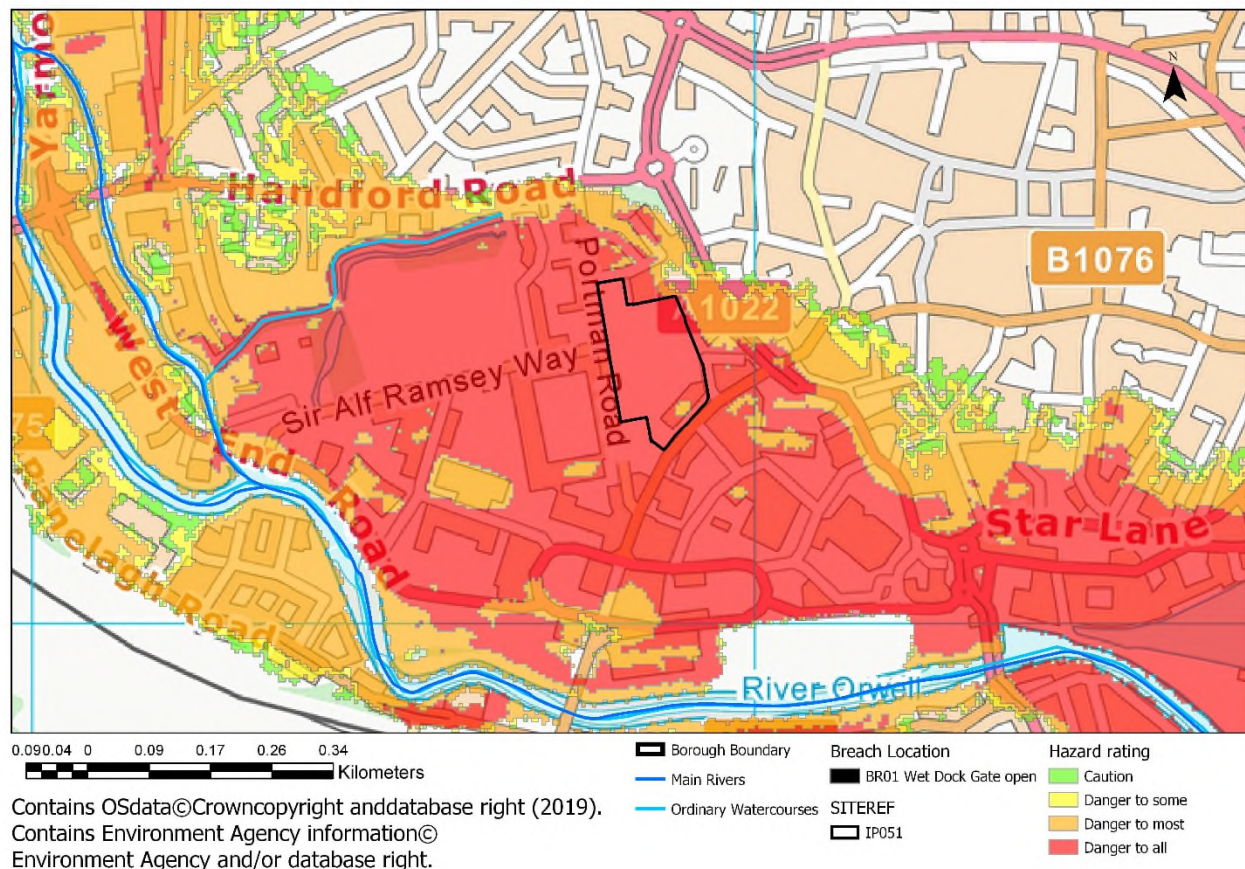 Yarmo
Handford Road
B1076
A1022
Portman Road
Sir Alf Ramsey Way
West End Road
75
Ranelagh Road
Star Lane
River Orwell
N
0.090.04 0 0.09 0.17 0.26 0.34
Kilometers
Contains OSdata©Crowncopyright anddatabase right (2019).
Contains Environment Agency information©
Environment Agency and/or database right.
Borough Boundary
Main Rivers
Ordinary Watercourses
Breach Location
BR01 Wet Dock Gate open
SITEREF
IP051
Hazard rating
Caution
Danger to some
Danger to most
Danger to all